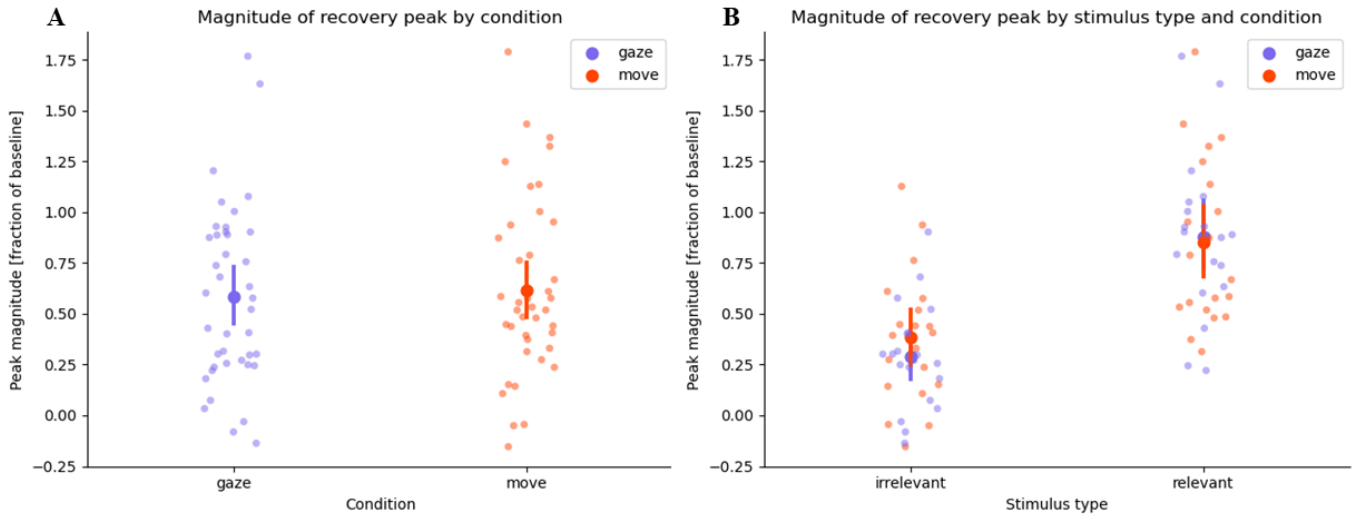 A
Magnitude of recovery peak by condition
gaze
move
Peak magnitude [fraction of baseline]
1.75
1.50
1.25
1.00
0.75
0.50
0.25
0.00
−0.25
gaze
move
Condition
B
Magnitude of recovery peak by stimulus type and condition
gaze
move
Peak magnitude [fraction of baseline]
1.75
1.50
1.25
1.00
0.75
0.50
0.25
0.00
−0.25
irrelevant
relevant
Stimulus type